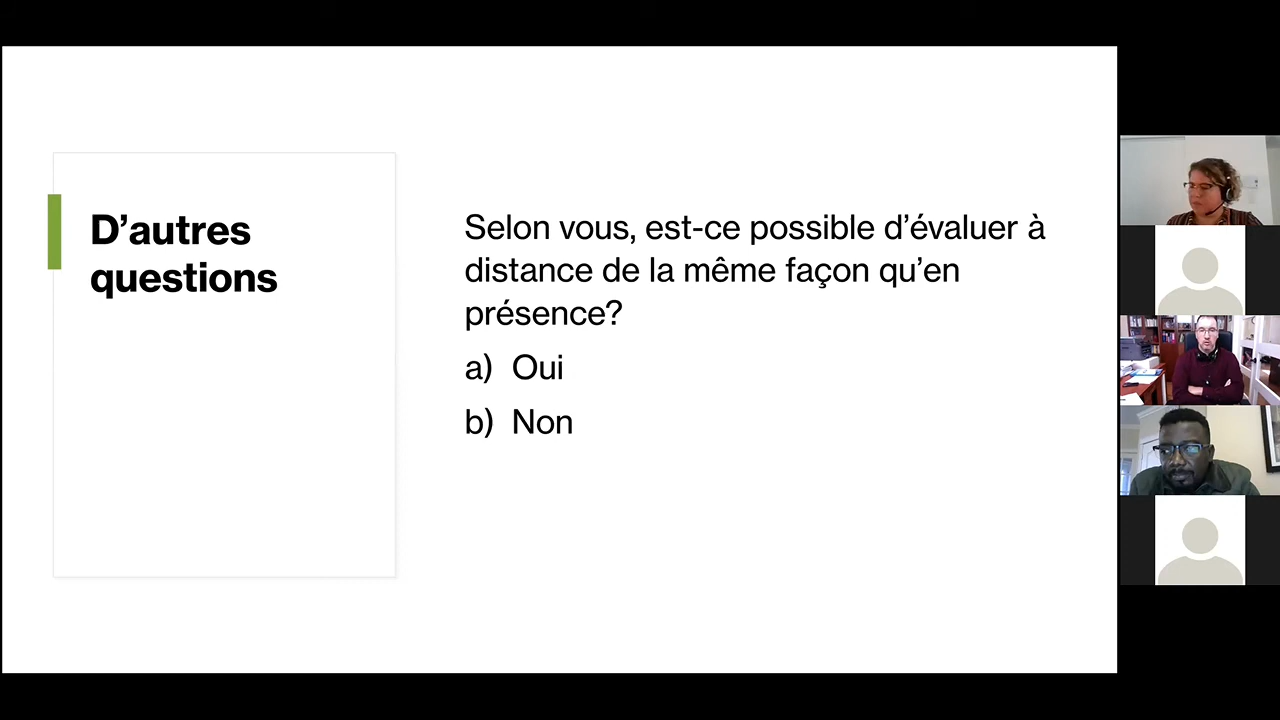 D’autres
questions
Selon vous, est-ce possible d’évaluer à
distance de la même façon qu’en
présence?
a) Oui
b) Non